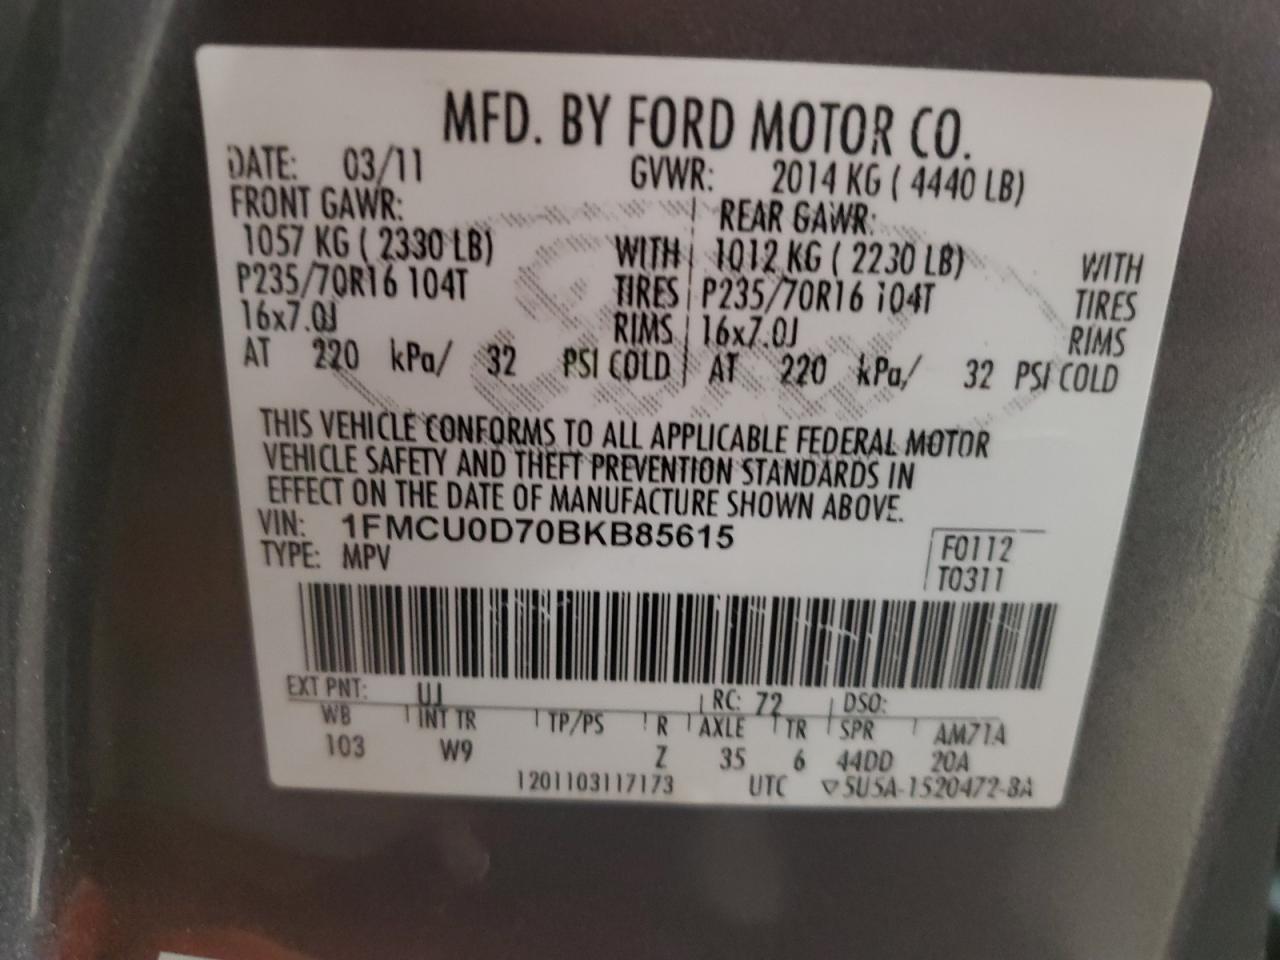 MFD. BY FORD MOTOR CO.
DATE: 03/11 GVWR: 2014 KG ( 4440 LB)
FRONT GAWR: REAR GAWR:
1057 KG ( 2330 LB) WITH 1012 KG ( 2230 LB) WITH
P235/70R16 104T TIRES P235/70R16 104T TIRES
16x7.0J RIMS 16x7.0J RIMS
AT 220 kPa/ 32 PSI COLD AT 220 kPa/ 32 PSI COLD
THIS VEHICLE CONFORMS TO ALL APPLICABLE FEDERAL MOTOR
VEHICLE SAFETY AND THEFT PREVENTION STANDARDS IN
EFFECT ON THE DATE OF MANUFACTURE SHOWN ABOVE.
VIN: 1FMCU0D70BKB85615
TYPE: MPV
F0112
T0311
EXT PNT: UJ RC: 72 DSO:
WB INT TR TP/PS R AXLE TR SPR AM71A
103 W9 Z 35 6 44DD 20A
1201103117173 UTC ▽5U5A-1520472-BA